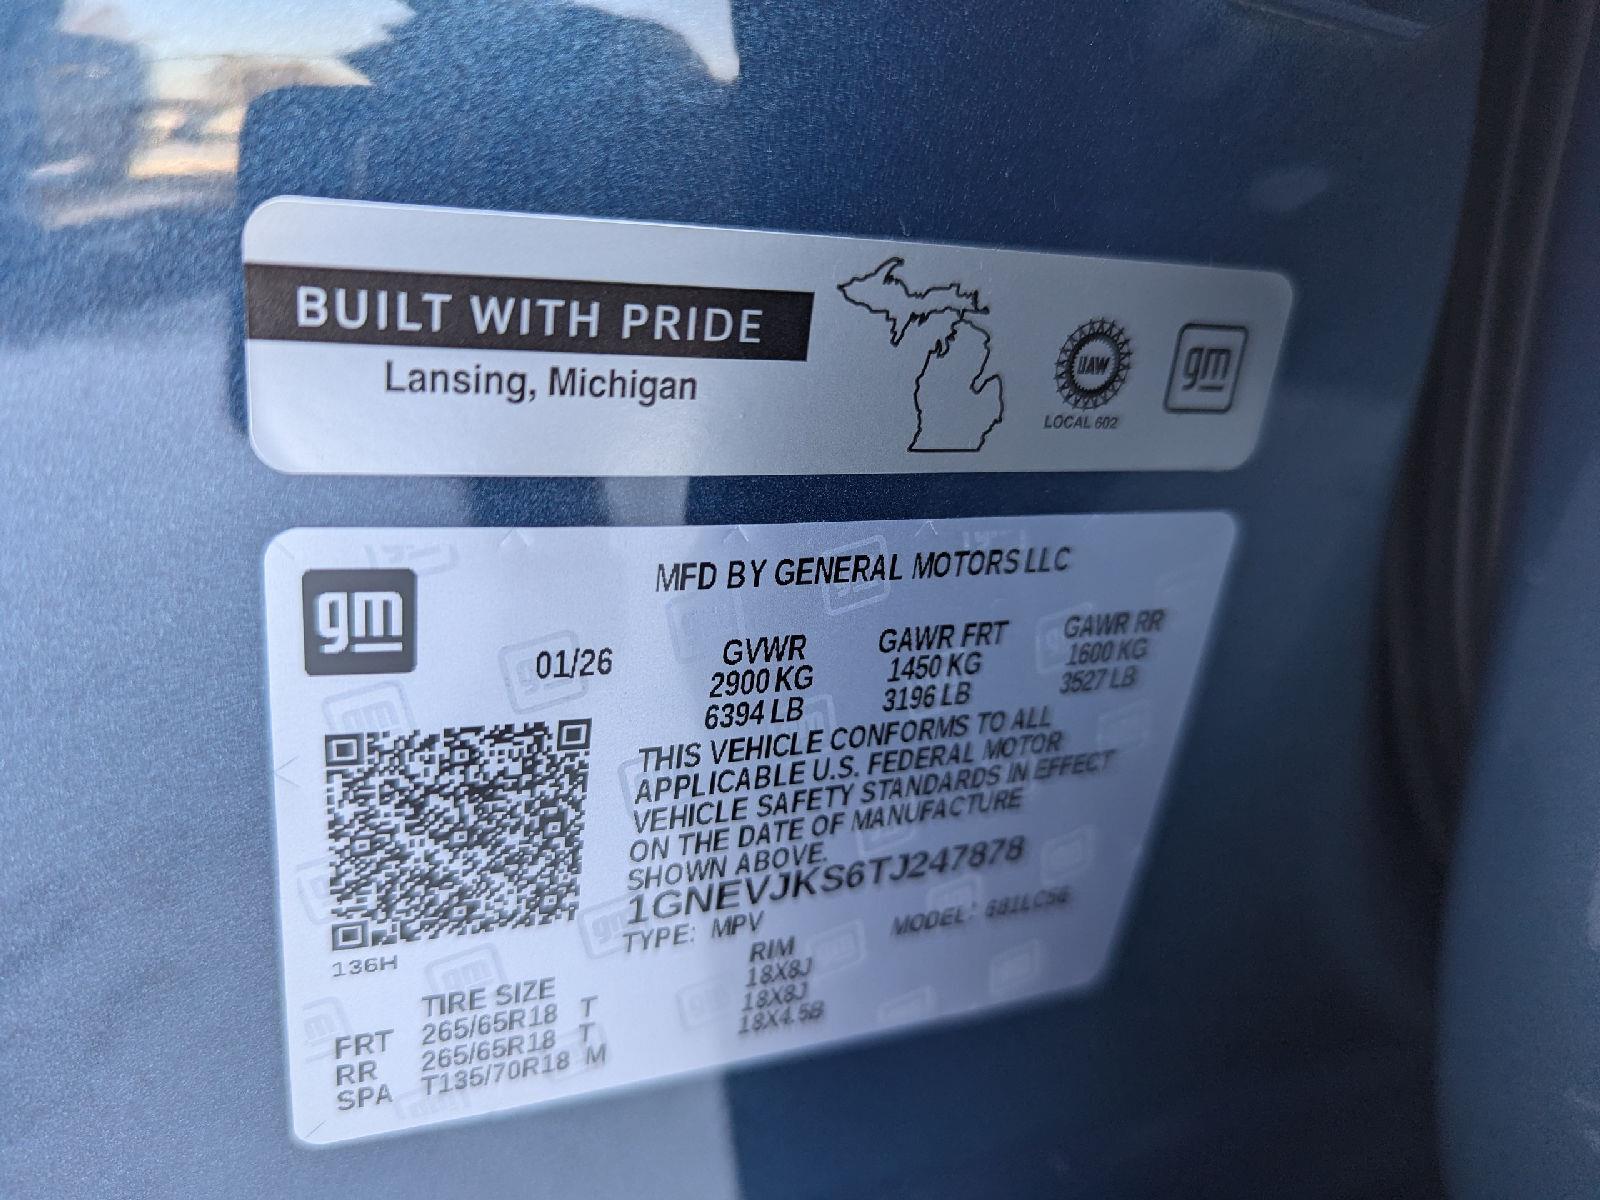 BUILT WITH PRIDE
Lansing, Michigan
UAW
LOCAL 602
gm
gm
MFD BY GENERAL MOTORS LLC
01/26
GVWR GAWR FRT GAWR RR
2900 KG 1450 KG 1600 KG
6394 LB 3196 LB 3527 LB
THIS VEHICLE CONFORMS TO ALL
APPLICABLE U.S. FEDERAL MOTOR
VEHICLE SAFETY STANDARDS IN EFFECT
ON THE DATE OF MANUFACTURE
SHOWN ABOVE.
1GNEVJKS6TJ247878
TYPE: MPV MODEL:
136H
TIRE SIZE RIM
FRT 265/65R18 T 18X8J
RR 265/65R18 T 18X8J
SPA T135/70R18 M 18X4.5B